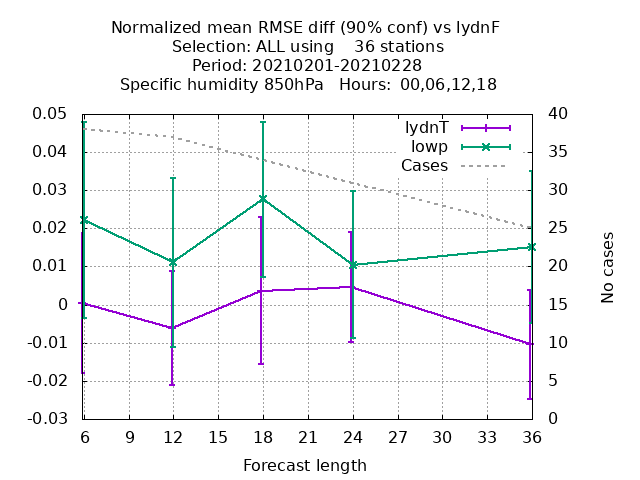 Normalized mean RMSE diff (90% conf) vs lydnF
Selection: ALL using    36 stations
Period: 20210201-20210228
Specific humidity 850hPa   Hours: 00,06,12,18
lydnT
lowp
Cases
0.05
0.04
0.03
0.02
0.01
0
-0.01
-0.02
-0.03
40
35
30
25
20
15
10
5
0
No cases
6 9 12 15 18 21 24 27 30 33 36
Forecast length